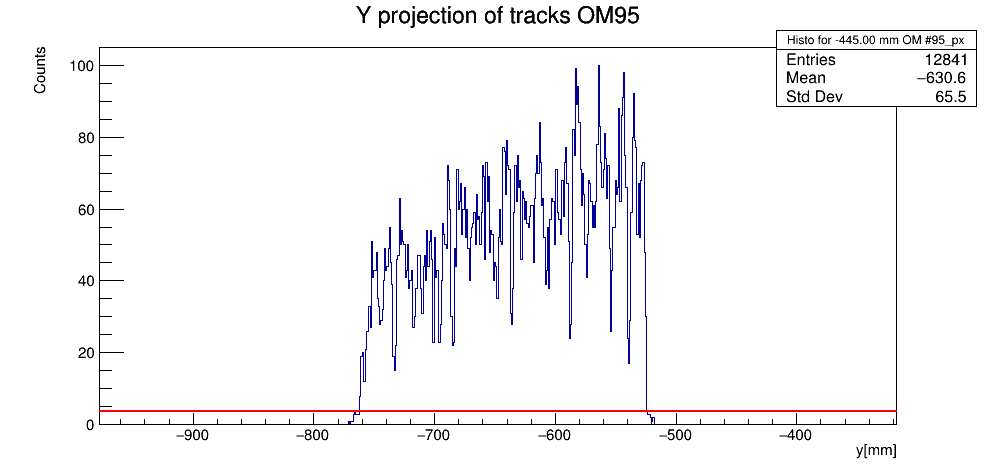 Y projection of tracks OM95
Histo for -445.00 mm OM #95_px
Entries 12841
Mean −630.6
Std Dev 65.5
Counts
100
80
60
40
20
0
−900 −800 −700 −600 −500 −400
y[mm]